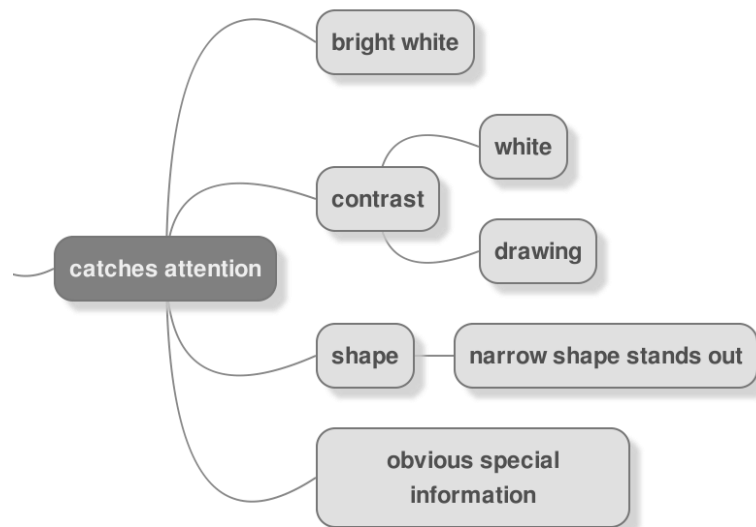 bright white
white
contrast
drawing
catches attention
shape
narrow shape stands out
obvious special
information